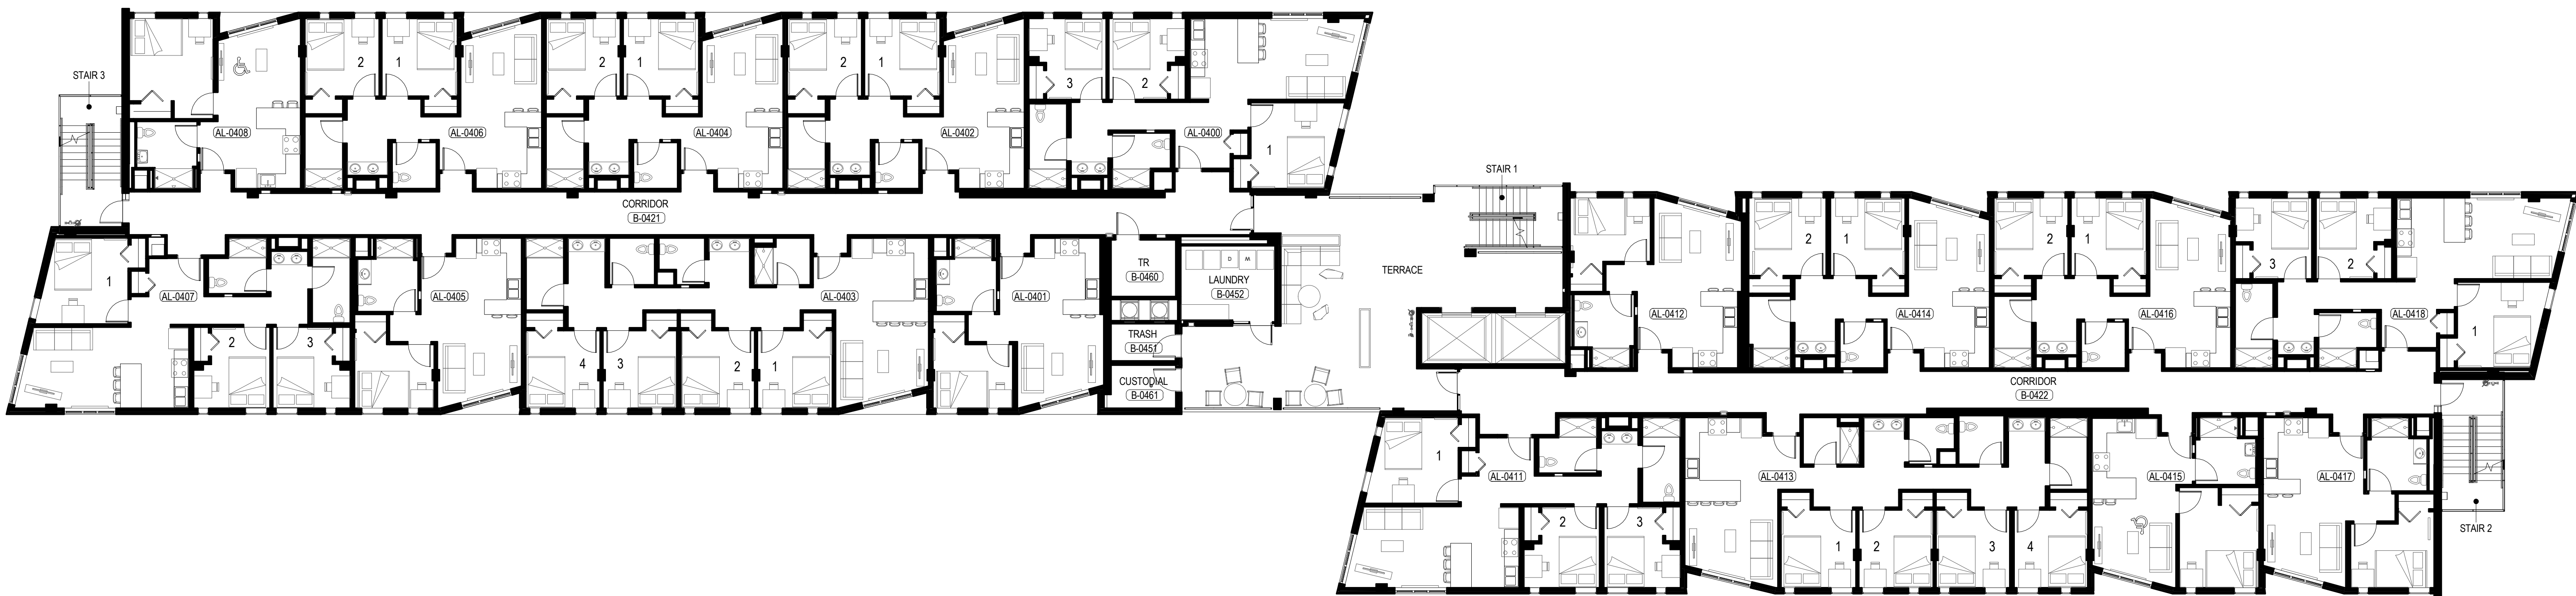 STAIR 3
2
1
2
1
2
1
3
2
AL-0408
AL-0406
AL-0404
AL-0402
AL-0400
1
STAIR 1
CORRIDOR
B-0421
1
AL-0407
AL-0405
AL-0403
AL-0401
TR
B-0460
D
W
LAUNDRY
B-0452
TERRACE
TRASH
B-0451
CUSTODIAL
B-0461
2
3
4
3
2
1
2
1
2
1
3
2
AL-0412
AL-0414
AL-0416
AL-0418
1
CORRIDOR
B-0422
1
AL-0411
AL-0413
AL-0415
AL-0417
2
3
1
2
3
4
STAIR 2